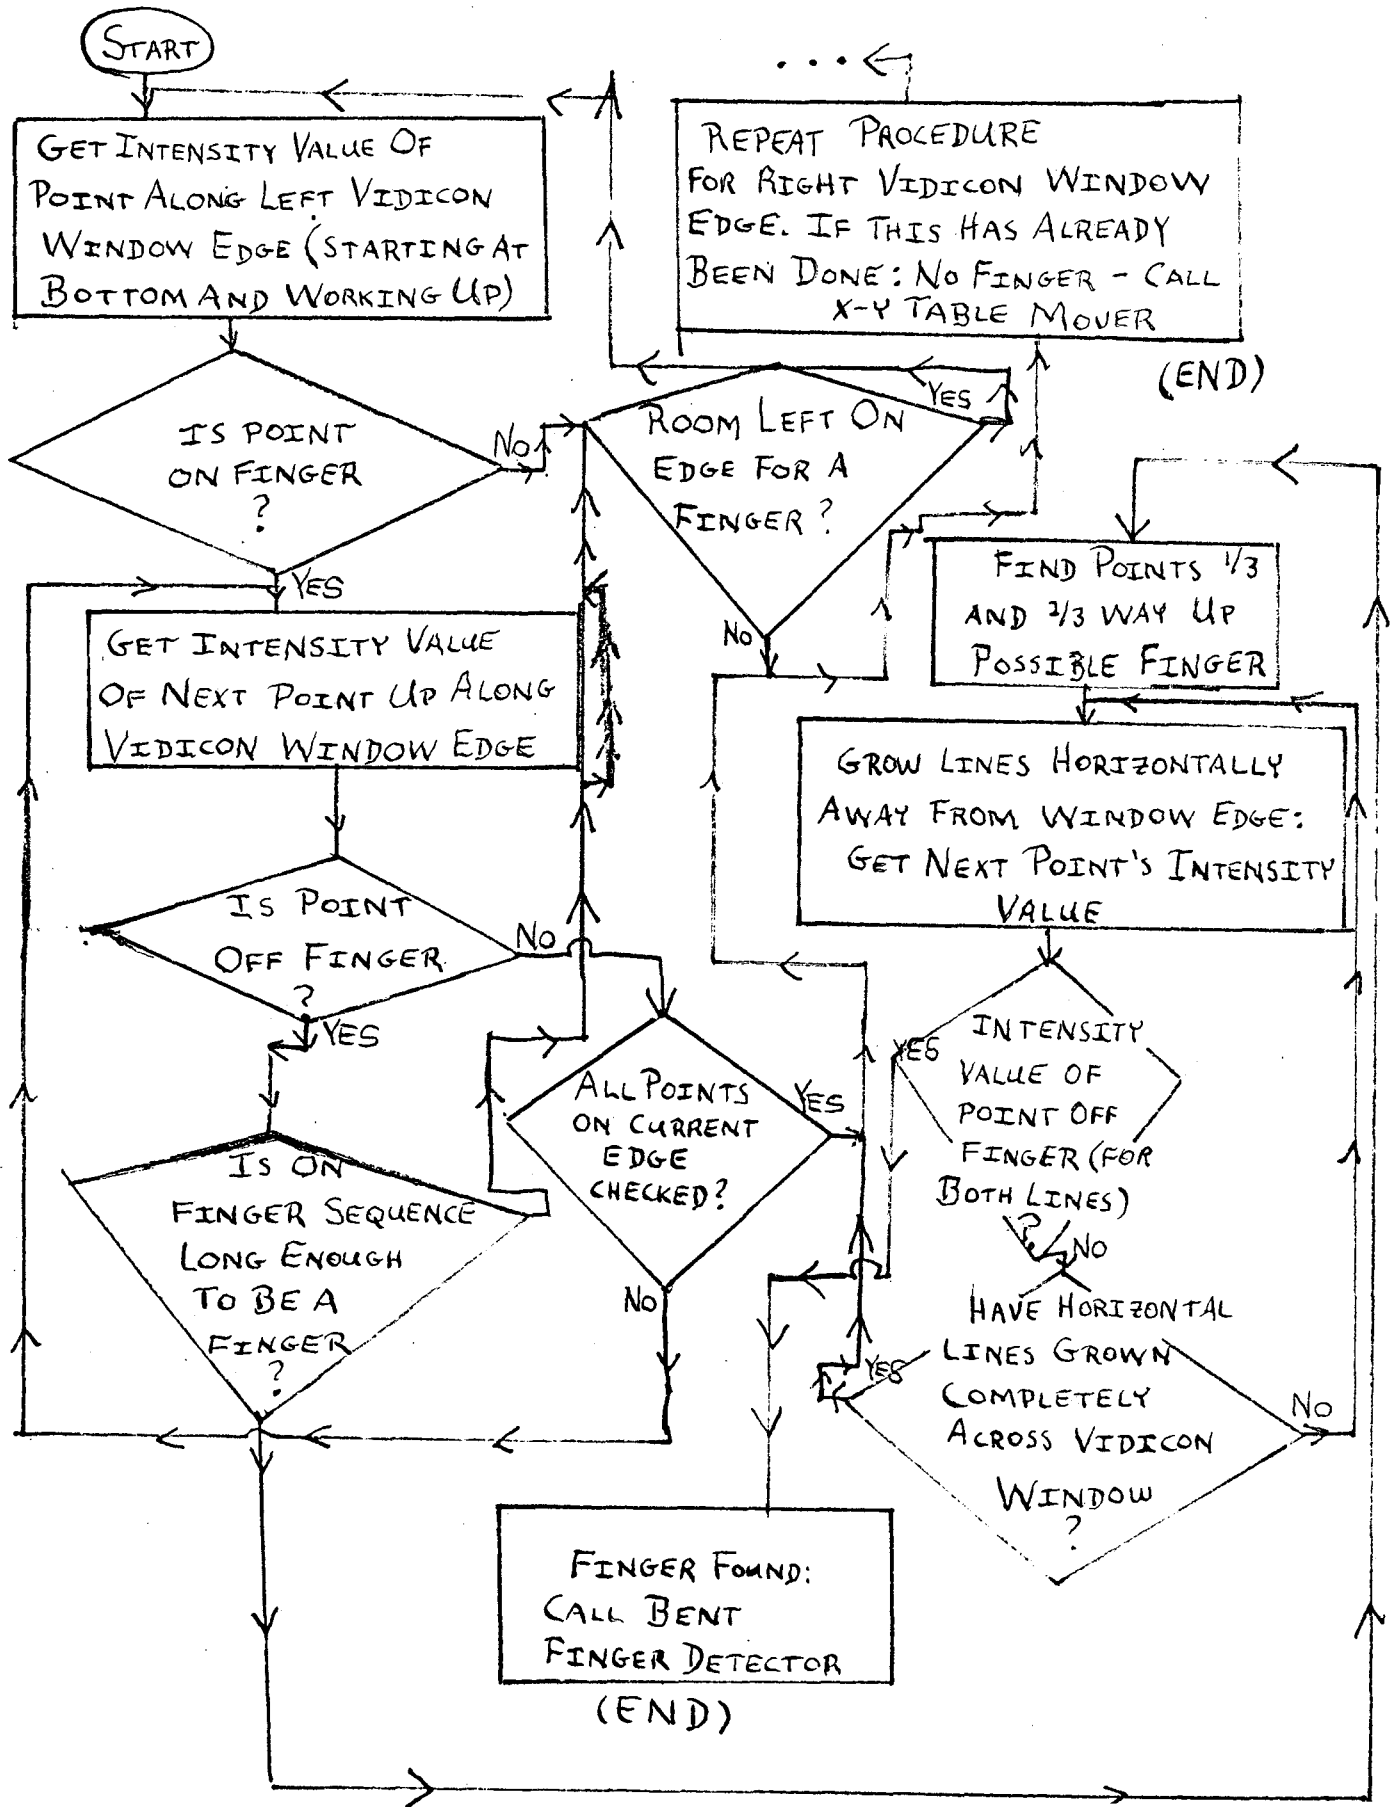 START
GET INTENSITY VALUE OF
POINT ALONG LEFT VIDICON
WINDOW EDGE (STARTING AT
BOTTOM AND WORKING UP)
IS POINT
ON FINGER
?
NO
YES
GET INTENSITY VALUE
OF NEXT POINT UP ALONG
VIDICON WINDOW EDGE
IS POINT
OFF FINGER
?
NO
YES
IS ON
FINGER SEQUENCE
LONG ENOUGH
TO BE A
FINGER
?
ALL POINTS
ON CURRENT
EDGE
CHECKED?
YES
NO
...
REPEAT PROCEDURE
FOR RIGHT VIDICON WINDOW
EDGE. IF THIS HAS ALREADY
BEEN DONE: NO FINGER - CALL
X-Y TABLE MOVER
(END)
ROOM LEFT ON
EDGE FOR A
FINGER?
YES
NO
FIND POINTS 1/3
AND 2/3 WAY UP
POSSIBLE FINGER
GROW LINES HORIZONTALLY
AWAY FROM WINDOW EDGE:
GET NEXT POINT'S INTENSITY
VALUE
INTENSITY
VALUE OF
POINT OFF
FINGER (FOR
BOTH LINES)
?
YES
NO
HAVE HORIZONTAL
LINES GROWN
COMPLETELY
ACROSS VIDICON
WINDOW
?
YES
NO
FINGER FOUND:
CALL BENT
FINGER DETECTOR
(END)